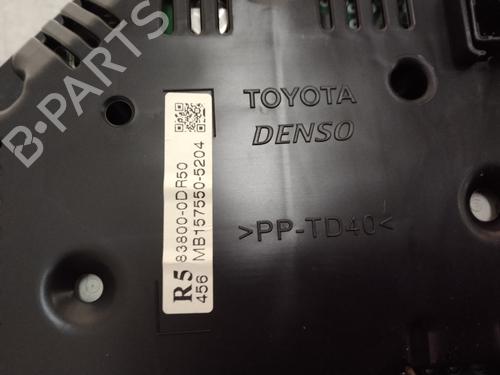 B-PARTS
TOYOTA
DENSO
>PP-TD40<
R5 83800-0DR50
456 MB157550-5204